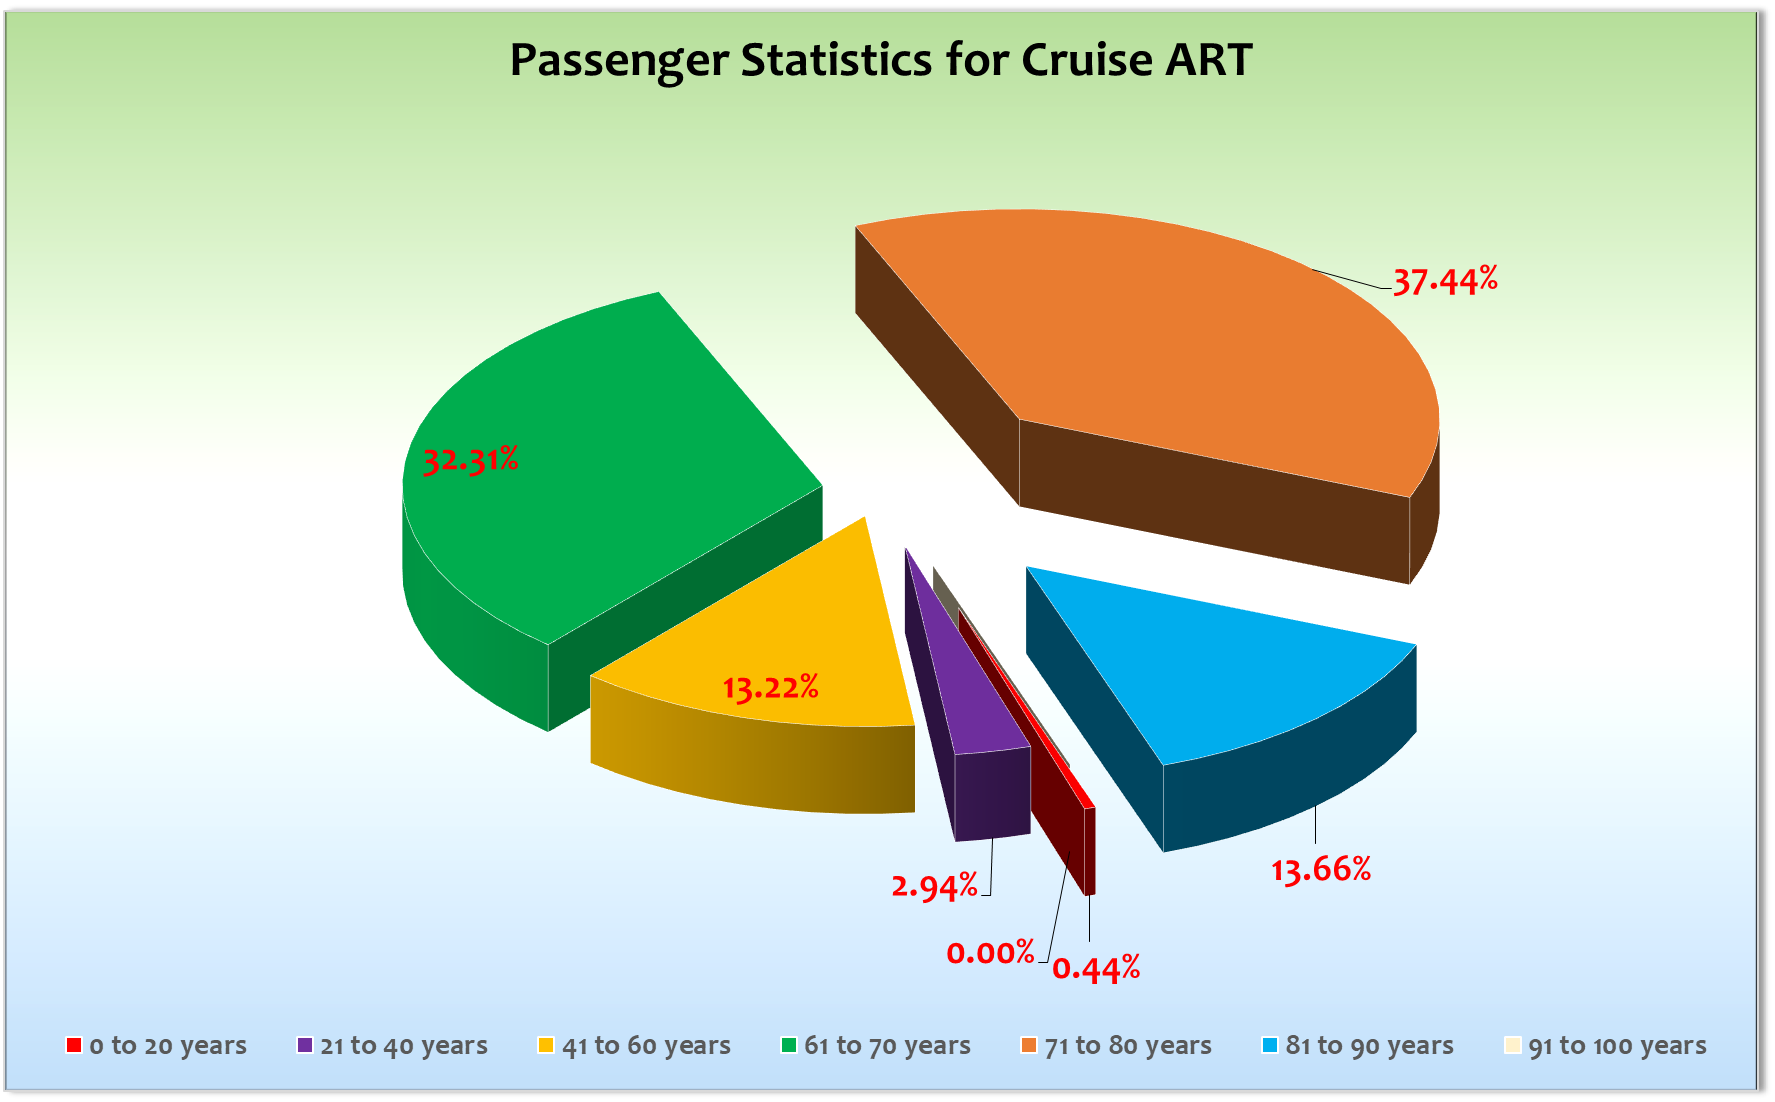 Passenger Statistics for Cruise ART
37.44%
32.31%
13.22%
13.66%
2.94%
0.00%
0.44%
0 to 20 years
21 to 40 years
41 to 60 years
61 to 70 years
71 to 80 years
81 to 90 years
91 to 100 years